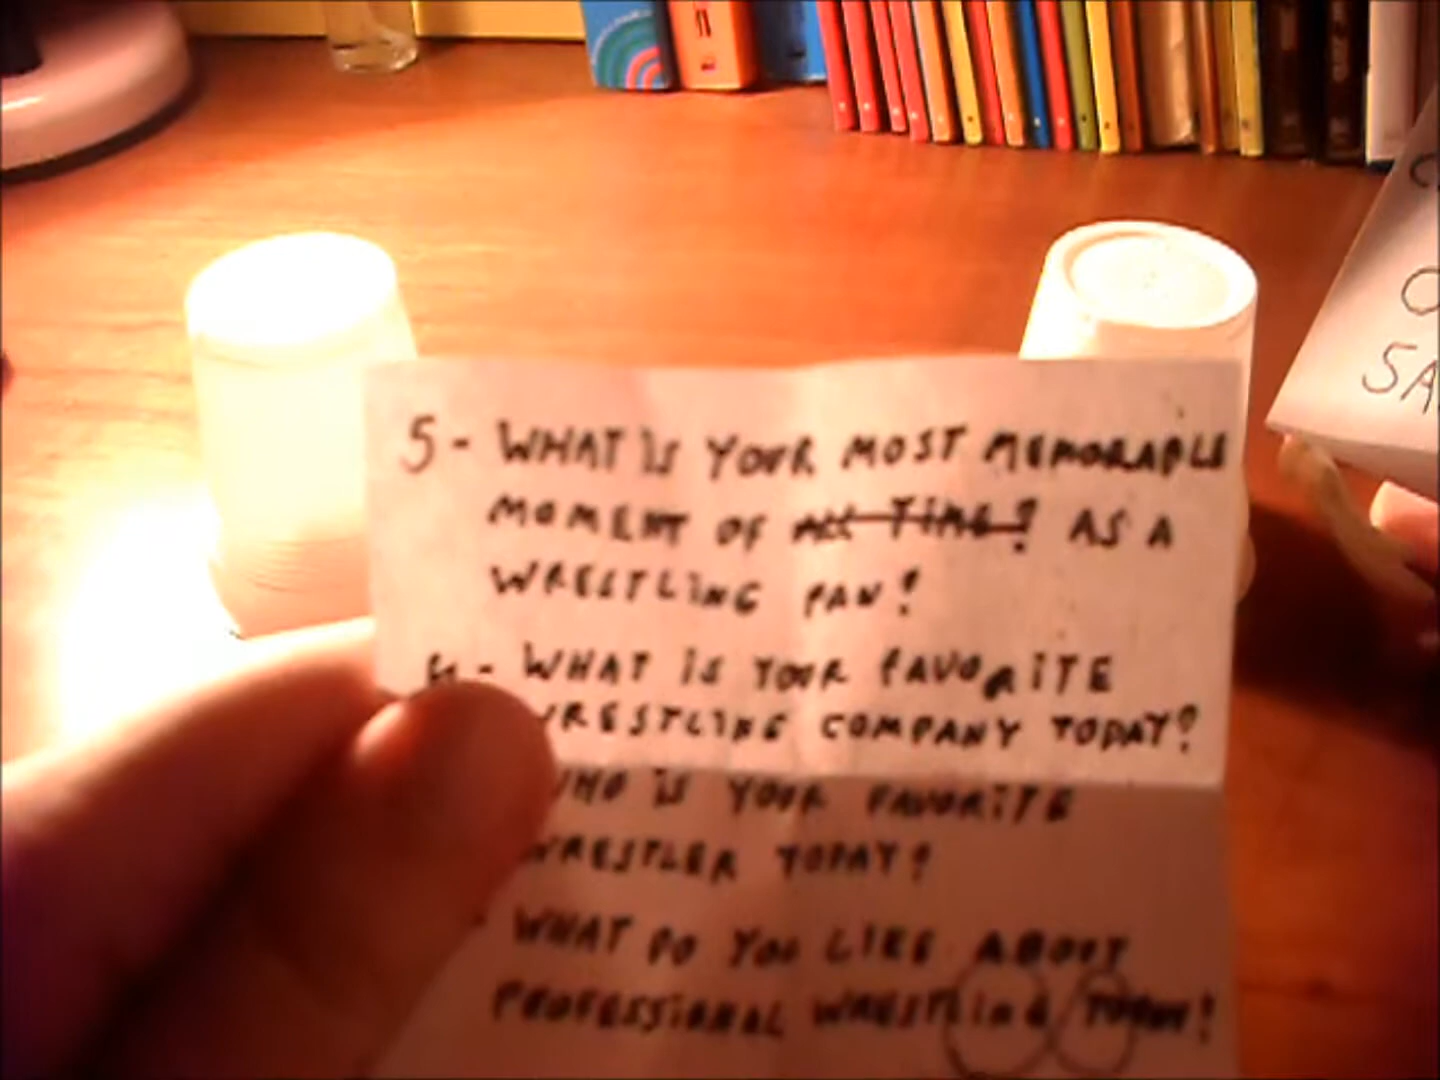 5- WHAT IS YOUR MOST MEMORABLE
MOMENT OF ALL TIME? AS A
WRESTLING FAN?
6- WHAT IS YOUR FAVORITE
WRESTLING COMPANY TODAY?
WHO IS YOUR FAVORITE
WRESTLER TODAY?
- WHAT DO YOU LIKE ABOUT
PROFESSIONAL WRESTLING TODAY?
SA